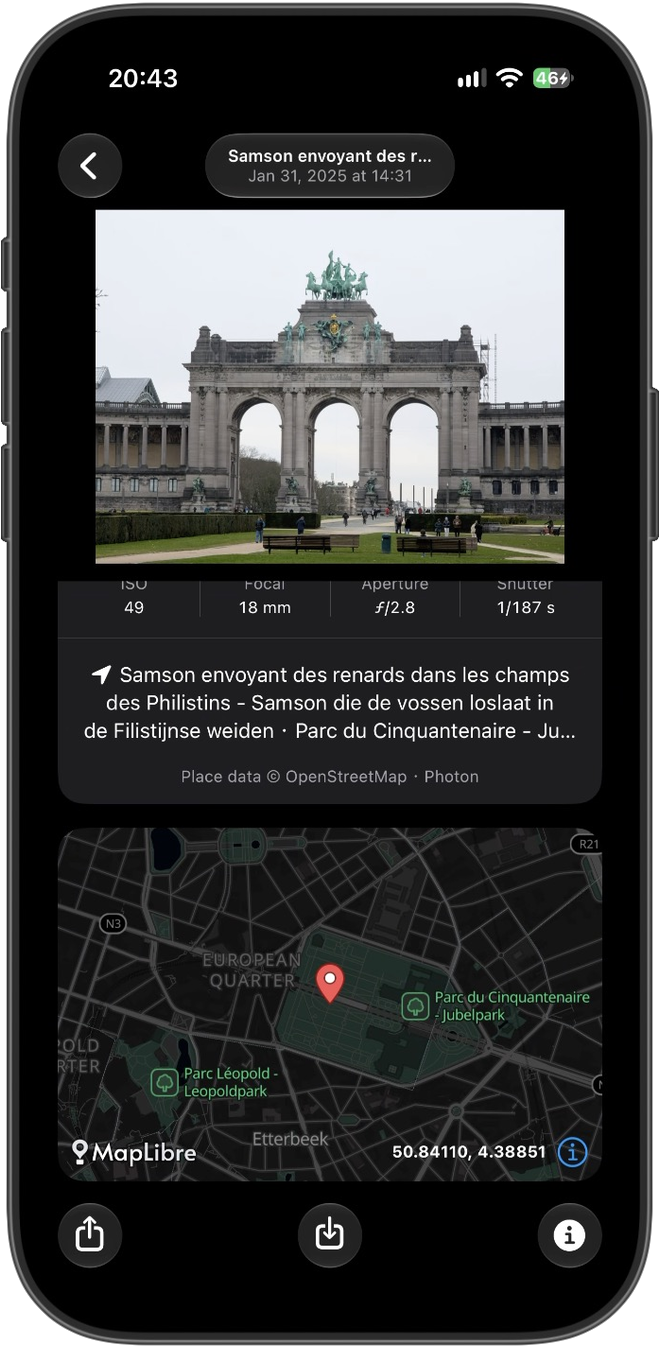 20:43
46
Samson envoyant des r...
Jan 31, 2025 at 14:31
ISO
Focal
Aperture
Shutter
49
18 mm
ƒ/2.8
1/187 s
Samson envoyant des renards dans les champs
des Philistins - Samson die de vossen loslaat in
de Filistijnse weiden · Parc du Cinquantenaire - Ju...
Place data © OpenStreetMap · Photon
R21
N3
EUROPEAN
QUARTER
Parc du Cinquantenaire
- Jubelpark
POLD
RTER
Parc Léopold -
Leopoldpark
N
Etterbeek
MapLibre
50.84110, 4.38851